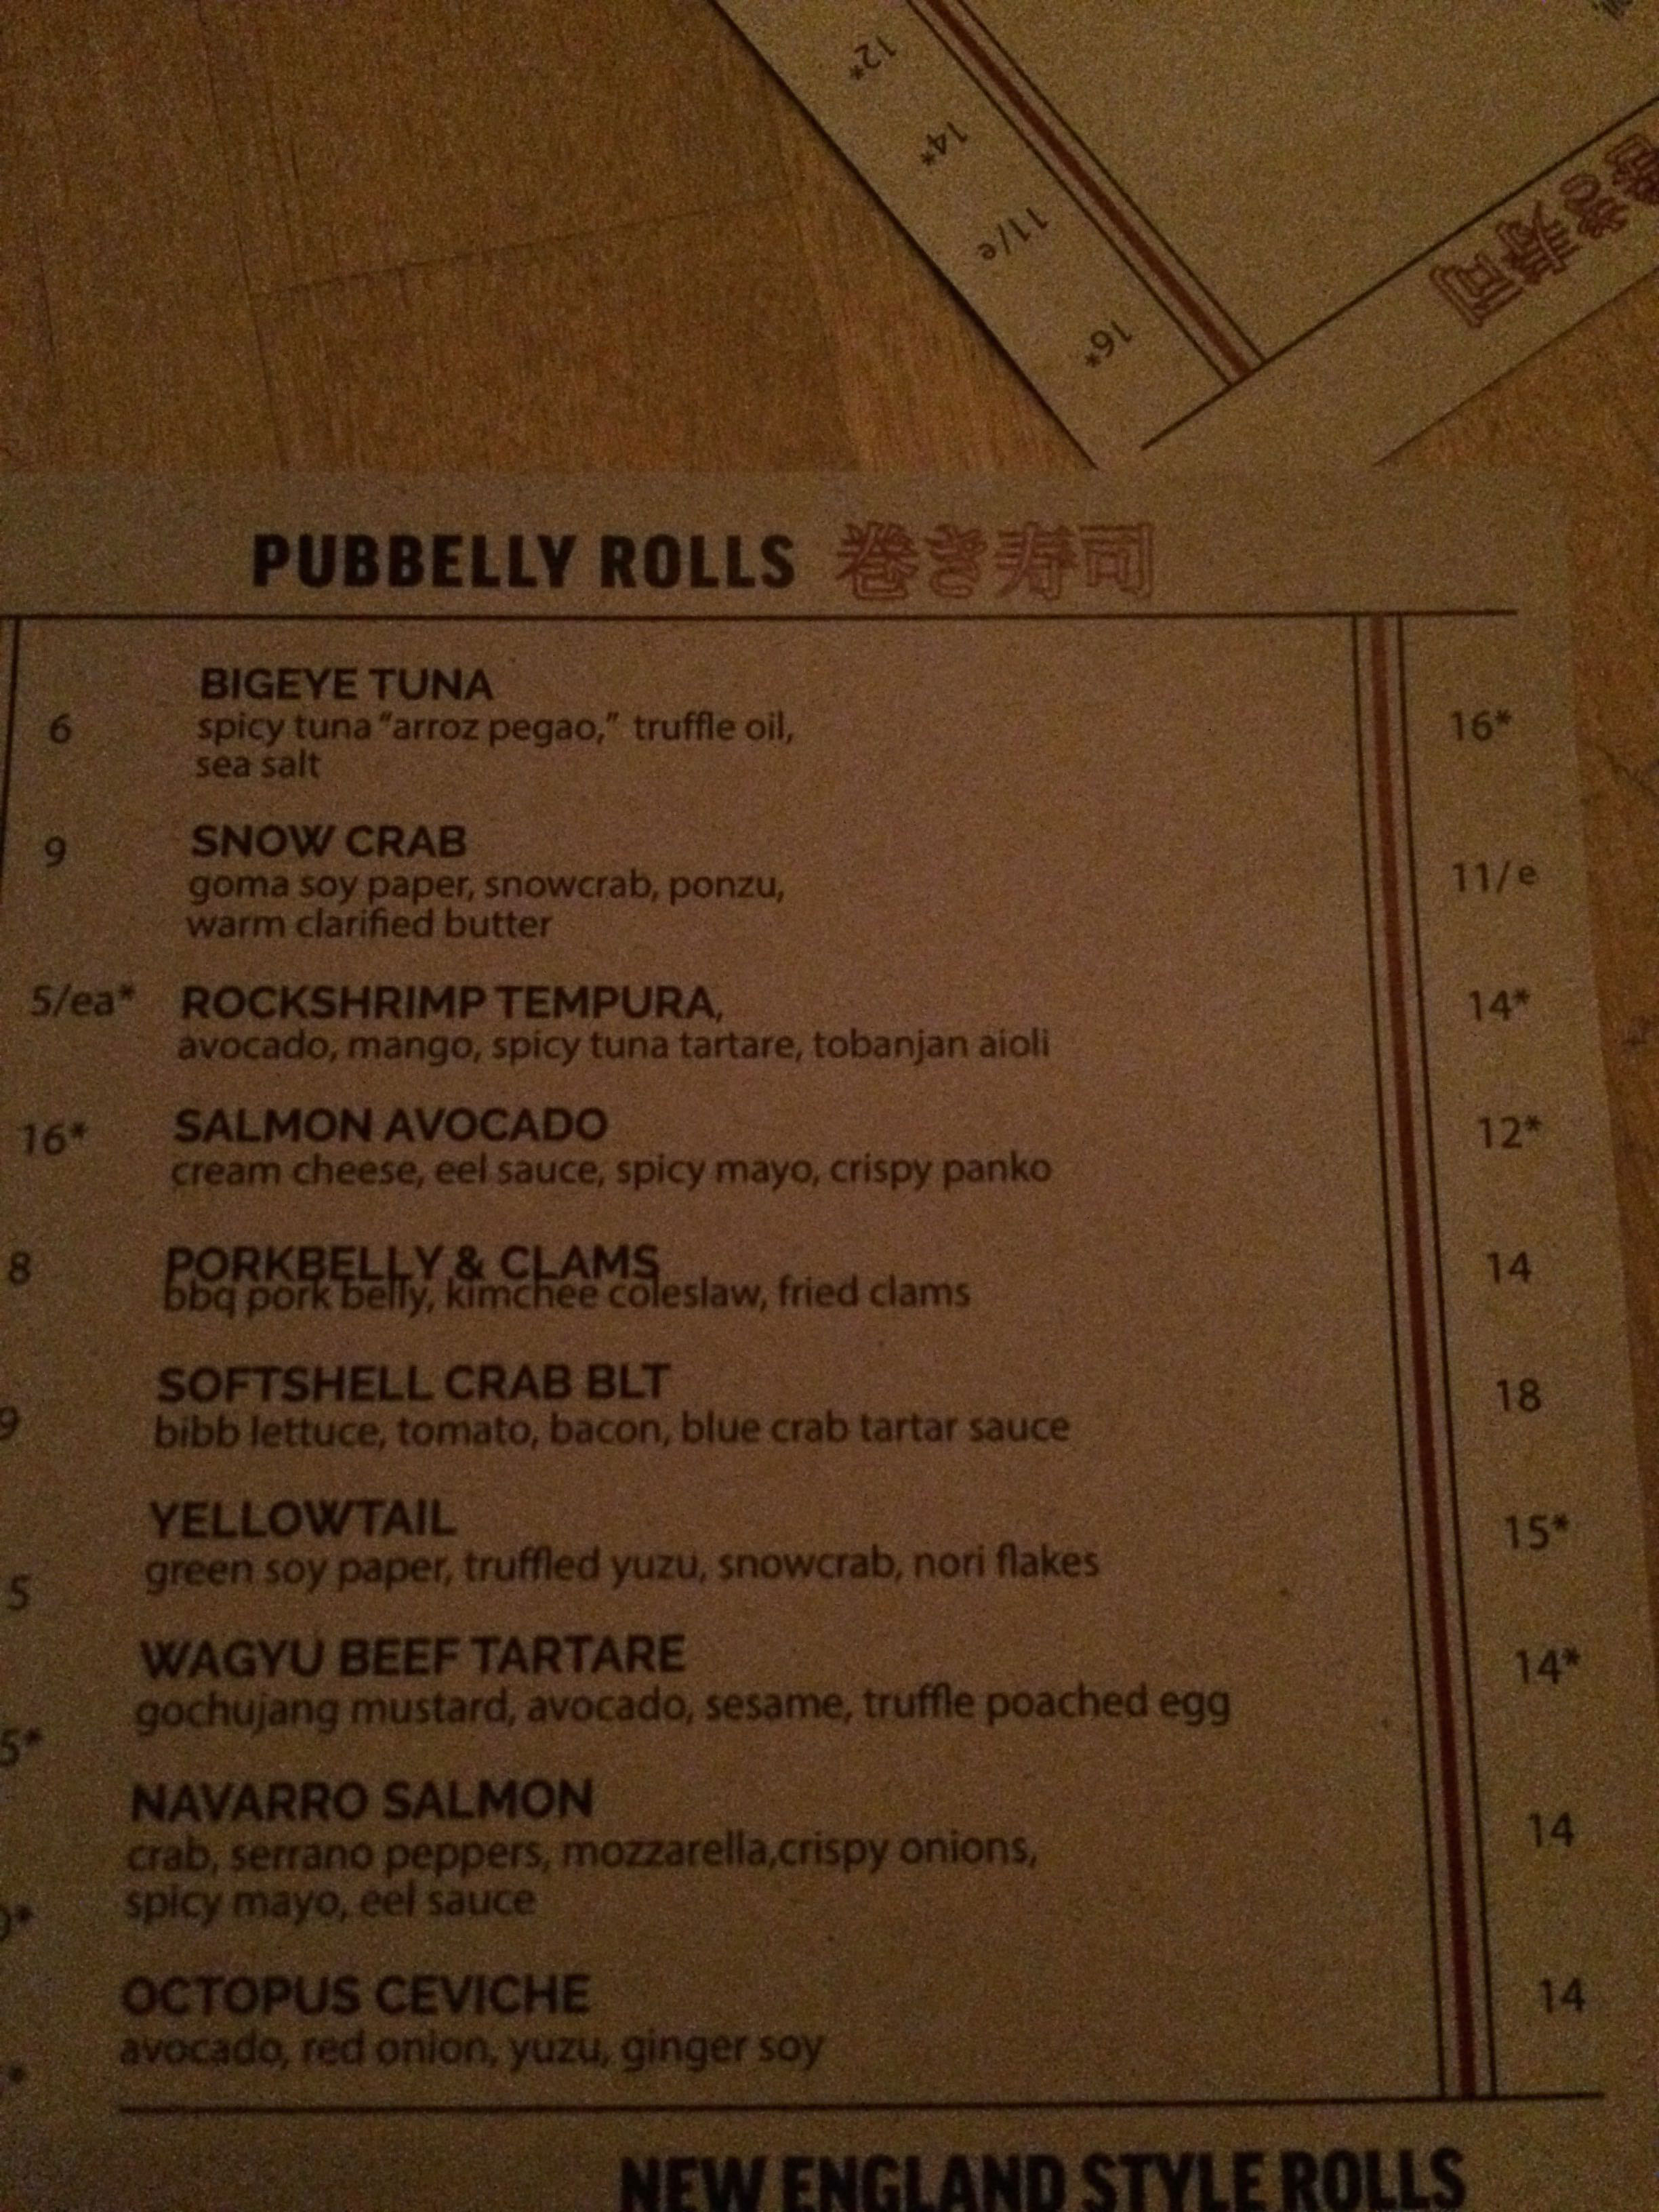 12*
14*
11/e
16*
巻き寿司
PUBBELLY ROLLS 巻き寿司
BIGEYE TUNA
6 spicy tuna "arroz pegao," truffle oil, 16*
sea salt
SNOW CRAB
9 goma soy paper, snowcrab, ponzu, 11/e
warm clarified butter
5/ea* ROCKSHRIMP TEMPURA, 14*
avocado, mango, spicy tuna tartare, tobanjan aioli
16* SALMON AVOCADO 12*
cream cheese, eel sauce, spicy mayo, crispy panko
8 PORKBELLY & CLAMS 14
bbq pork belly, kimchee coleslaw, fried clams
SOFTSHELL CRAB BLT 18
9 bibb lettuce, tomato, bacon, blue crab tartar sauce
YELLOWTAIL 15*
green soy paper, truffled yuzu, snowcrab, nori flakes
5
WAGYU BEEF TARTARE 14*
gochujang mustard, avocado, sesame, truffle poached egg
5*
NAVARRO SALMON 14
crab, serrano peppers, mozzarella,crispy onions,
spicy mayo, eel sauce
OCTOPUS CEVICHE 14
avocado, red onion, yuzu, ginger soy
NEW ENGLAND STYLE ROLLS